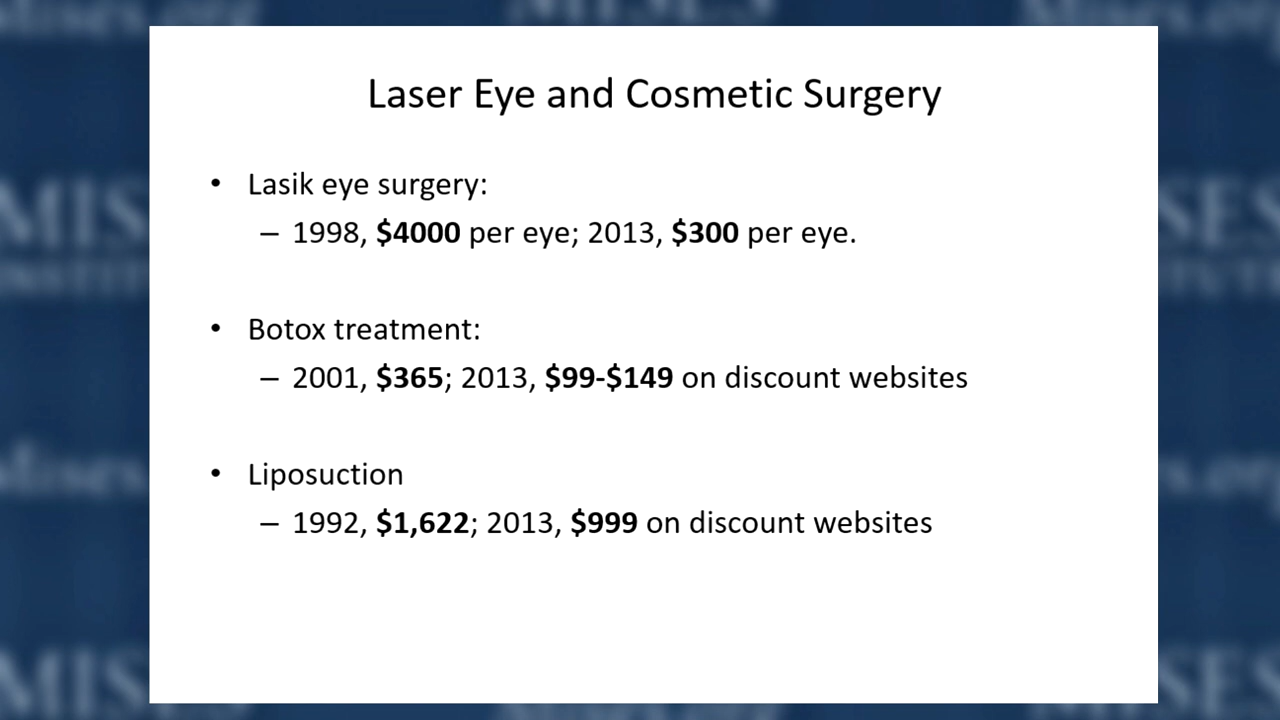 Laser Eye and Cosmetic Surgery
• Lasik eye surgery:
– 1998, $4000 per eye; 2013, $300 per eye.
• Botox treatment:
– 2001, $365; 2013, $99-$149 on discount websites
• Liposuction
– 1992, $1,622; 2013, $999 on discount websites